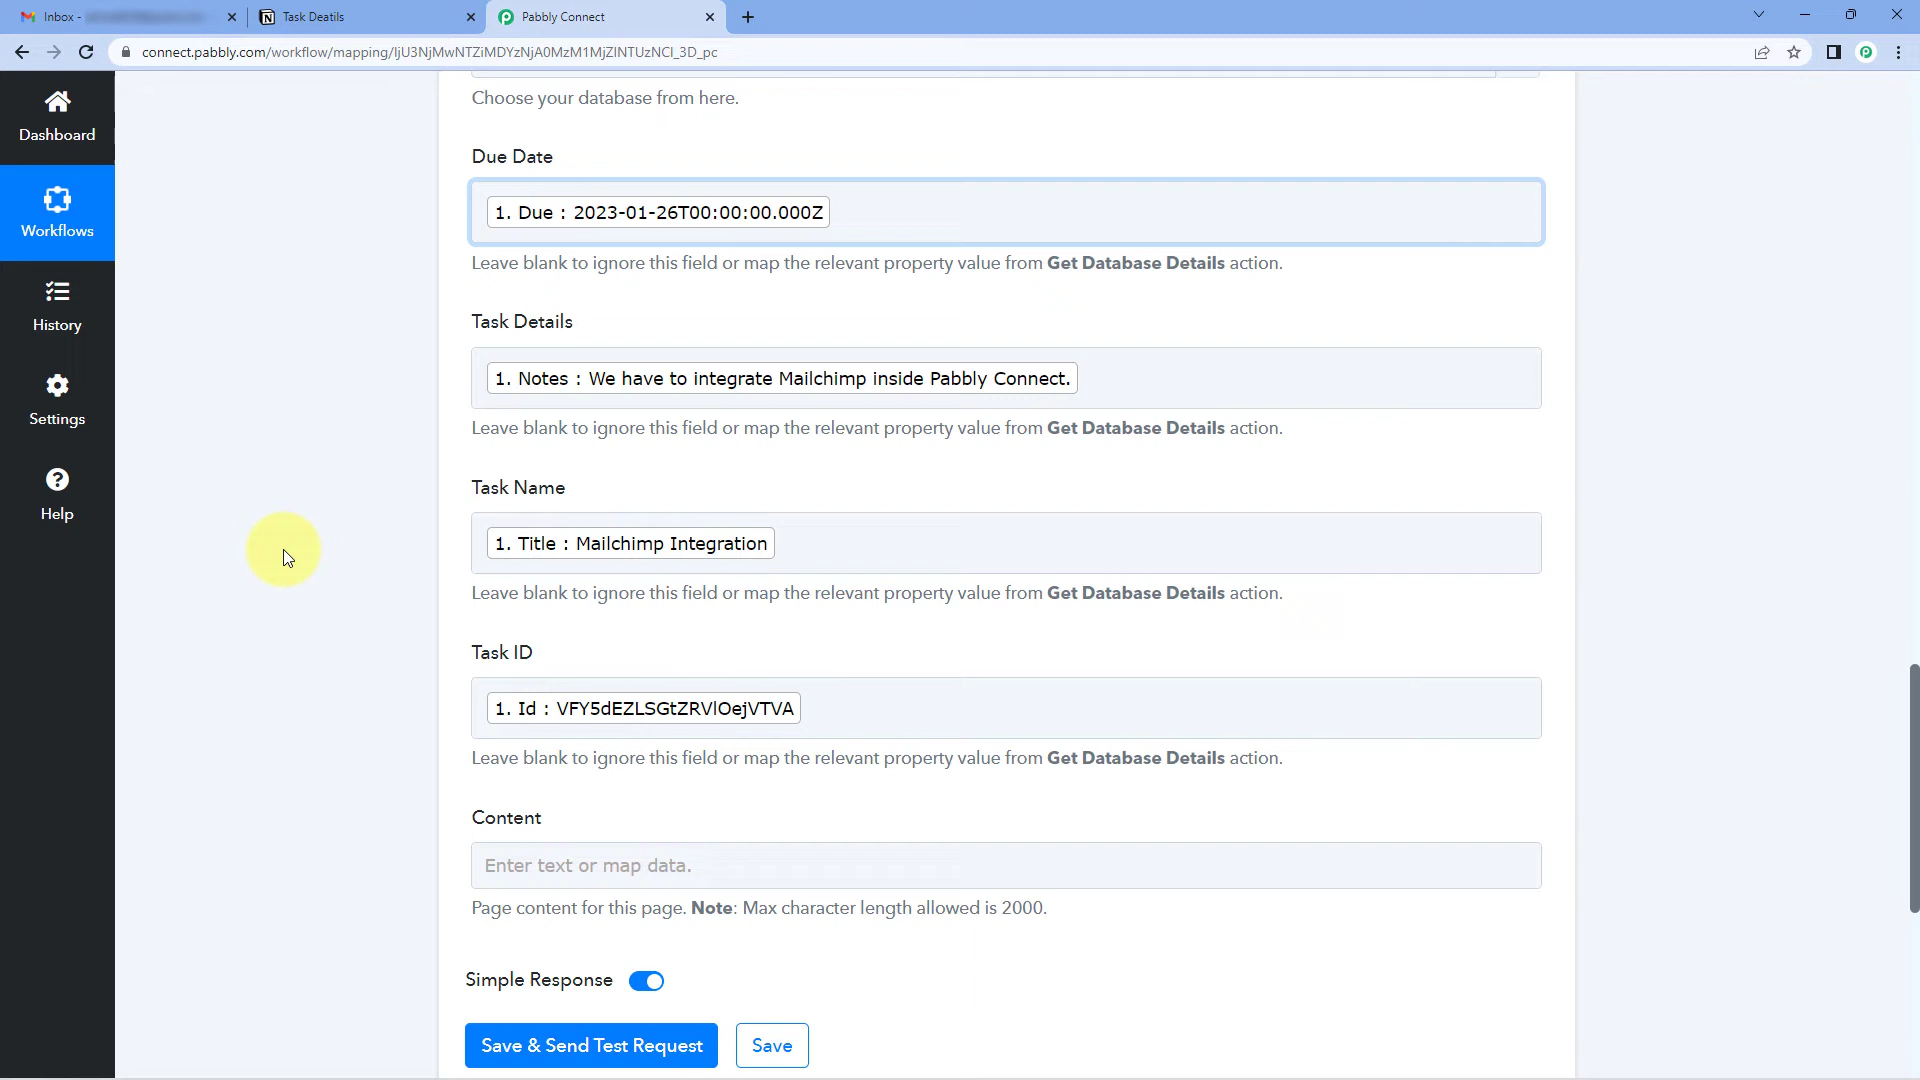 Inbox -
Task Deatils
Pabbly Connect
connect.pabbly.com/workflow/mapping/IjU3NjMwNTZiMDYzNjA0MzM1MjZlNTUzNCI_3D_pc
Dashboard
Workflows
History
Settings
Help
Choose your database from here.
Due Date
1. Due : 2023-01-26T00:00:00.000Z
Leave blank to ignore this field or map the relevant property value from Get Database Details action.
Task Details
1. Notes : We have to integrate Mailchimp inside Pabbly Connect.
Leave blank to ignore this field or map the relevant property value from Get Database Details action.
Task Name
1. Title : Mailchimp Integration
Leave blank to ignore this field or map the relevant property value from Get Database Details action.
Task ID
1. Id : VFY5dEZLSGtZRVlOejVTVA
Leave blank to ignore this field or map the relevant property value from Get Database Details action.
Content
Enter text or map data.
Page content for this page. Note: Max character length allowed is 2000.
Simple Response
Save & Send Test Request
Save